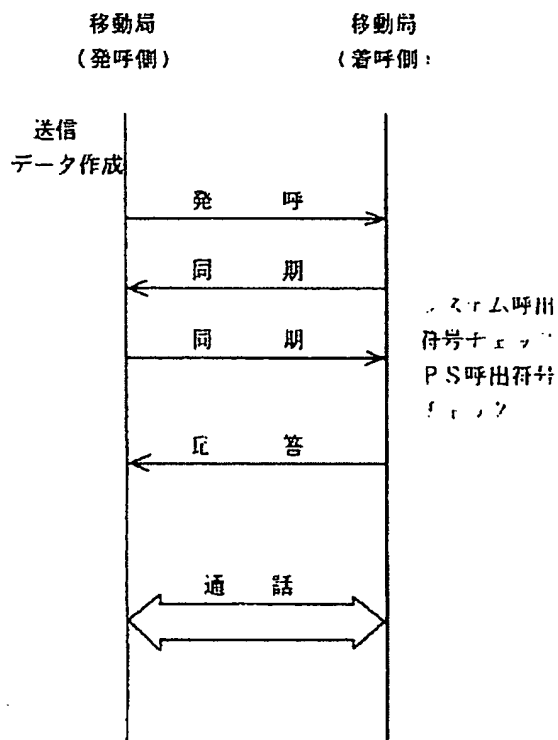 移動局
(発呼側)
移動局
(着呼側
送信
データ作成
発 呼
同 期
同 期
呼出
符号チェッ
PS呼出符号
応 答
通 話